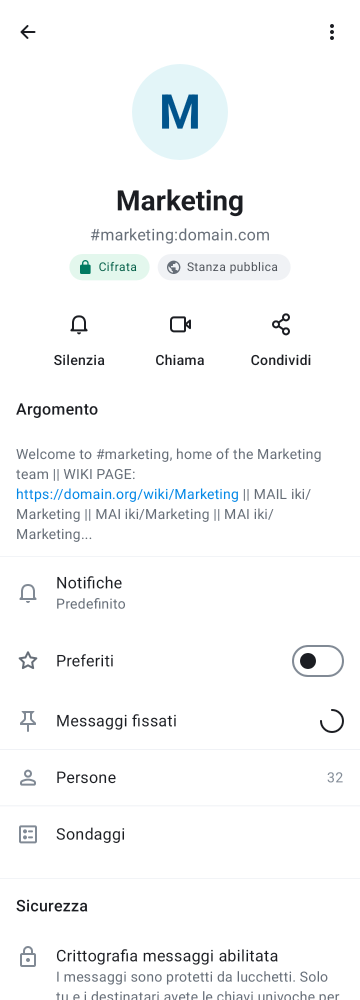 M
Marketing
#marketing:domain.com
Cifrata
Stanza pubblica
Silenzia
Chiama
Condividi
Argomento
Welcome to #marketing, home of the Marketing
team || WIKI PAGE:
https://domain.org/wiki/Marketing || MAIL iki/
Marketing || MAI iki/Marketing || MAI iki/
Marketing...
Notifiche
Predefinito
Preferiti
Messaggi fissati
Persone 32
Sondaggi
Sicurezza
Crittografia messaggi abilitata
I messaggi sono protetti da lucchetti. Solo
tu e i destinatari avete le chiavi univoche per